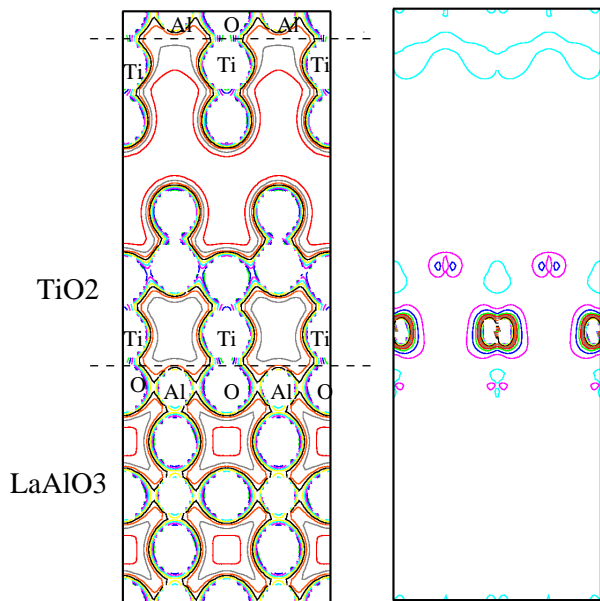 Al O Al
Ti Ti Ti
TiO2
Ti Ti Ti
O Al O Al O
LaAlO3